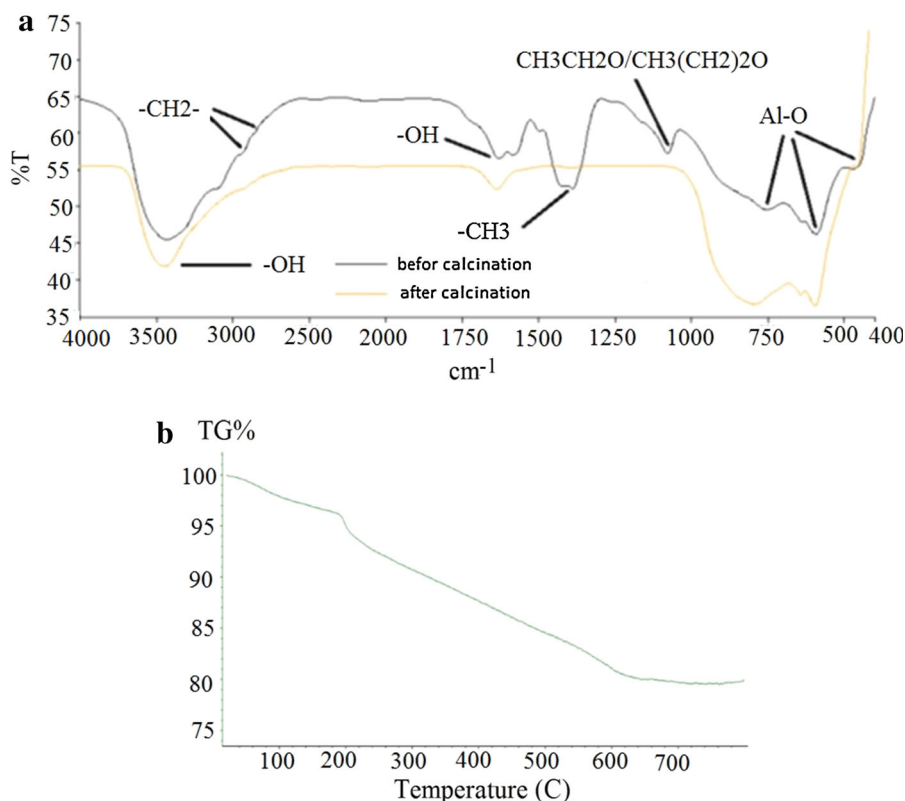 a
75
70
65
60
55
50
45
40
35
%T
-CH2-
-OH
CH3CH2O/CH3(CH2)2O
Al-O
-CH3
-OH
befor calcination
after calcination
4000 3500 3000 2500 2000 1750 1500 1250 1000 750 500 400
cm-1
b TG%
100
95
90
85
80
75
100 200 300 400 500 600 700
Temperature (C)